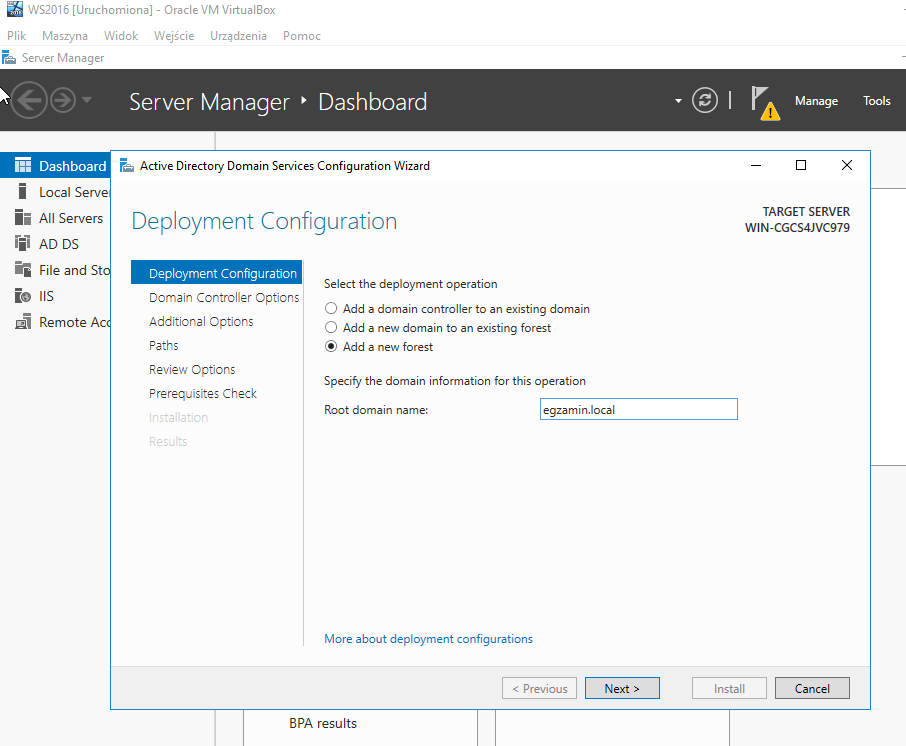 WS2016 [Uruchomiona] - Oracle VM VirtualBox
Plik Maszyna Widok Wejście Urządzenia Pomoc
Server Manager
Server Manager Dashboard
Manage Tools
Dashboard
Local Server
All Servers
AD DS
File and Sto
IIS
Remote Acc
Active Directory Domain Services Configuration Wizard
Deployment Configuration
TARGET SERVER
WIN-CGCS4JVC979
Deployment Configuration
Domain Controller Options
Additional Options
Paths
Review Options
Prerequisites Check
Installation
Results
Select the deployment operation
Add a domain controller to an existing domain
Add a new domain to an existing forest
Add a new forest
Specify the domain information for this operation
Root domain name: egzamin.local
More about deployment configurations
< Previous Next > Install Cancel
BPA results